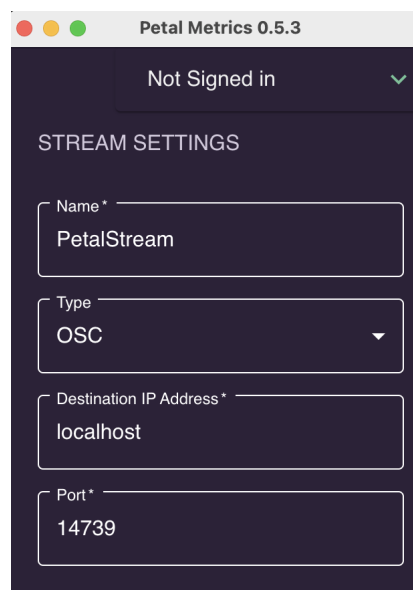 Petal Metrics 0.5.3
Not Signed in
STREAM SETTINGS
Name*
PetalStream
Type
OSC
Destination IP Address*
localhost
Port*
14739